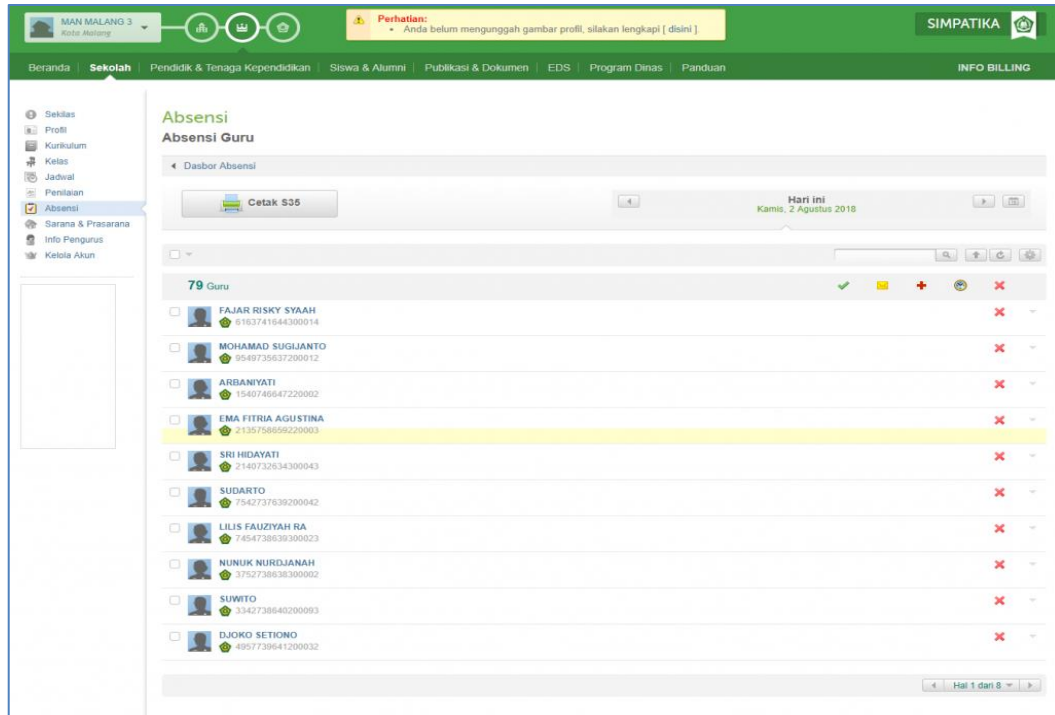 MAN MALANG 3
Kota Malang
Perhatian:
• Anda belum mengunggah gambar profil, silakan lengkapi [ disini ]
SIMPATIKA
Beranda Sekolah Pendidik & Tenaga Kependidikan Siswa & Alumni Publikasi & Dokumen EDS Program Dinas Panduan INFO BILLING
Sekilas
Profil
Kurikulum
Kelas
Jadwal
Penilaian
Absensi
Sarana & Prasarana
Info Pengurus
Kelola Akun
Absensi
Absensi Guru
Dasbor Absensi
Cetak S35
Hari ini
Kamis, 2 Agustus 2018
79 Guru
FAJAR RISKY SYAAH
6163741644300014
MOHAMAD SUGIJANTO
9549735637200012
ARBANIYATI
1540746647220002
EMA FITRIA AGUSTINA
2135758659220003
SRI HIDAYATI
2140732634300043
SUDARTO
7542737639200042
LILIS FAUZIYAH RA
7454738639300023
NUNUK NURDJANAH
3752738638300002
SUWITO
3342738640200093
DJOKO SETIONO
4957739641200032
Hal 1 dari 8